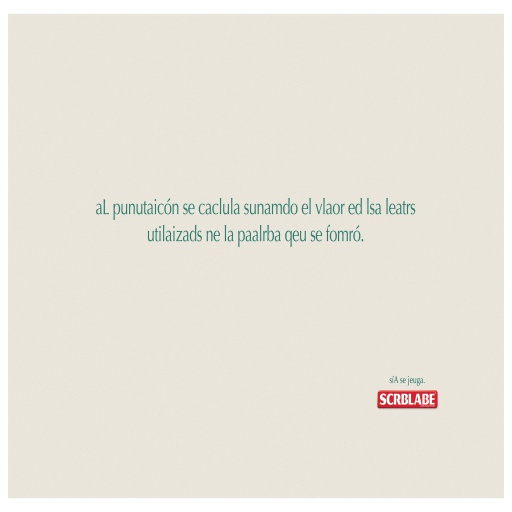 aL punutaicón se caclula sunamdo el vlaor ed lsa leatrs
utilaizads ne la paalrba qeu se fomró.
síA se jeuga.
SCRBLABE